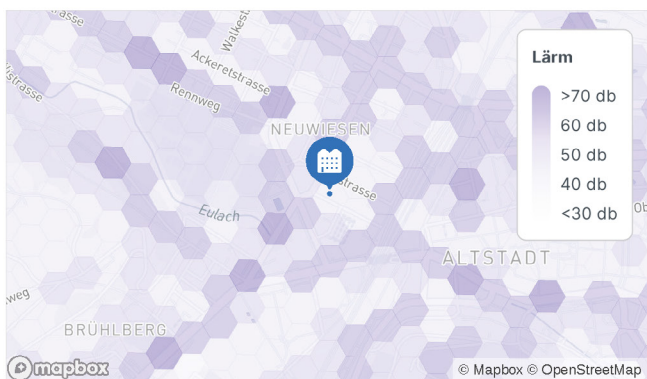 Walkest
Ackeretstrasse
Rennweg
NEUWIESEN
strasse
Eulach
ALTSTADT
BRÜHLBERG
weg
Lärm
>70 db
60 db
50 db
40 db
<30 db
mapbox
© Mapbox © OpenStreetMap